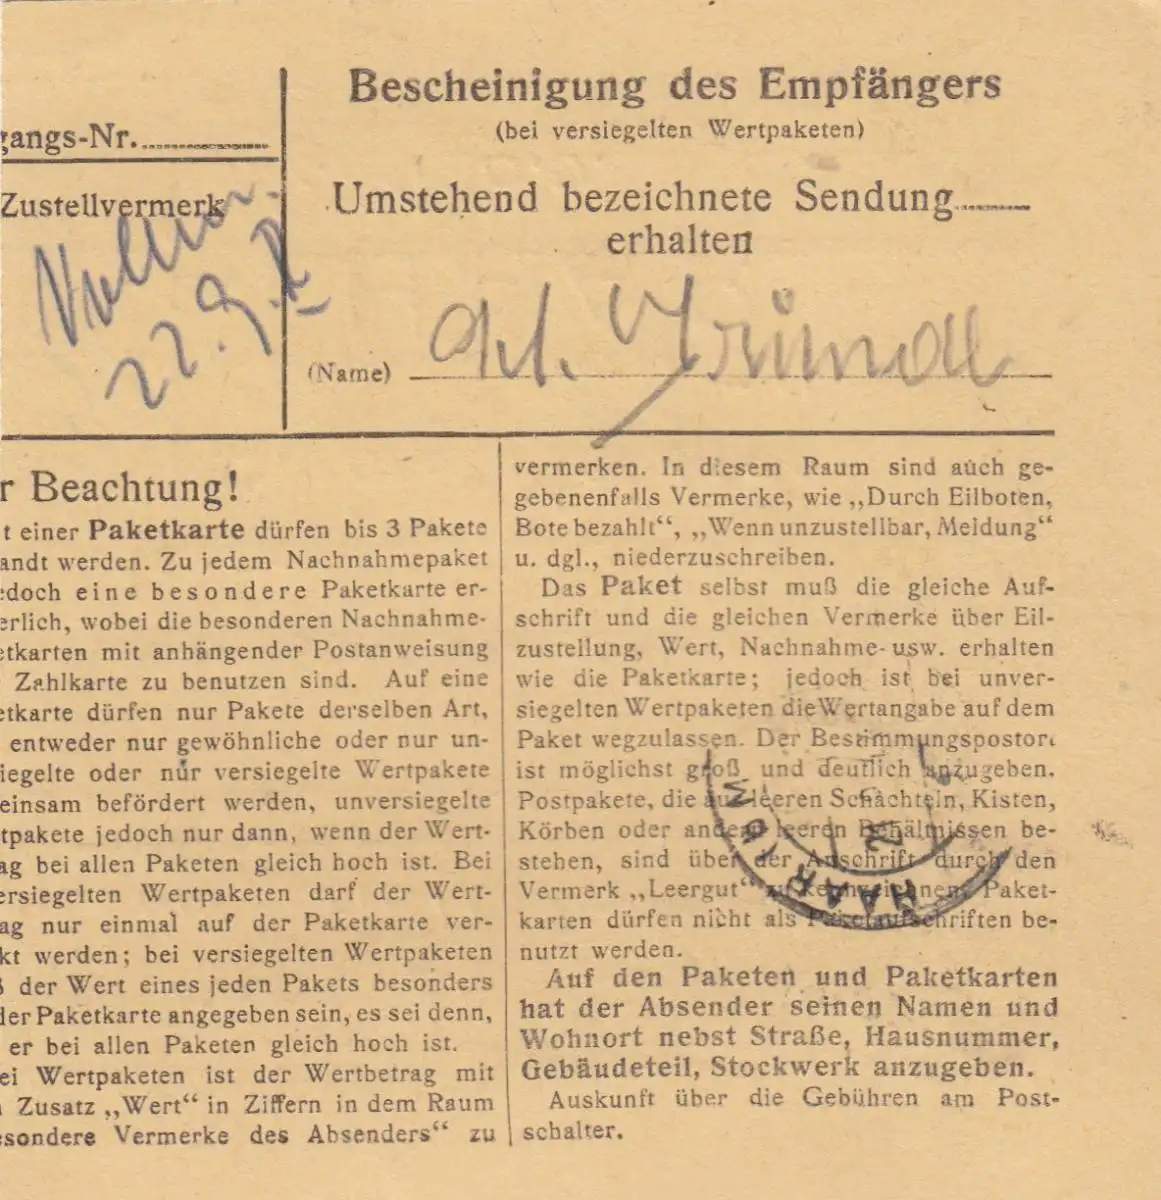 gangs-Nr.
Zustellvermerk
22.9.
Bescheinigung des Empfängers
(bei versiegelten Wertpaketen)
Umstehend bezeichnete Sendung
erhalten
(Name)
r Beachtung!
t einer Paketkarte dürfen bis 3 Pakete
andt werden. Zu jedem Nachnahmepaket
edoch eine besondere Paketkarte er-
erlich, wobei die besonderen Nachnahme-
etkarten mit anhängender Postanweisung
Zahlkarte zu benutzen sind. Auf eine
etkarte dürfen nur Pakete derselben Art,
entweder nur gewöhnliche oder nur un-
iegelte oder nur versiegelte Wertpakete
einsam befördert werden, unversiegelte
tpakete jedoch nur dann, wenn der Wert-
ag bei allen Paketen gleich hoch ist. Bei
ersiegelten Wertpaketen darf der Wert-
ag nur einmal auf der Paketkarte ver-
kt werden; bei versiegelten Wertpaketen
ß der Wert eines jeden Pakets besonders
der Paketkarte angegeben sein, es sei denn,
er bei allen Paketen gleich hoch ist.
ei Wertpaketen ist der Wertbetrag mit
Zusatz „Wert“ in Ziffern in dem Raum
esondere Vermerke des Absenders“ zu
vermerken. In diesem Raum sind auch ge-
gebenenfalls Vermerke, wie „Durch Eilboten,
Bote bezahlt“, „Wenn unzustellbar, Meldung“
u. dgl., niederzuschreiben.
Das Paket selbst muß die gleiche Auf-
schrift und die gleichen Vermerke über Eil-
zustellung, Wert, Nachnahme- usw. erhalten
wie die Paketkarte; jedoch ist bei unver-
siegelten Wertpaketen die Wertangabe auf dem
Paket wegzulassen. Der Bestimmungspostort
ist möglichst groß und deutlich anzugeben.
Postpakete, die aus leeren Schachteln, Kisten,
Körben oder andern leeren Behältnissen be-
stehen, sind über der Anschrift durch den
Vermerk „Leergut“ zu kennzeichnen. Paket-
karten dürfen nicht als Paketaufschriften be-
nutzt werden.
Auf den Paketen und Paketkarten
hat der Absender seinen Namen und
Wohnort nebst Straße, Hausnummer,
Gebäudeteil, Stockwerk anzugeben.
Auskunft über die Gebühren am Post-
schalter.
HAAR